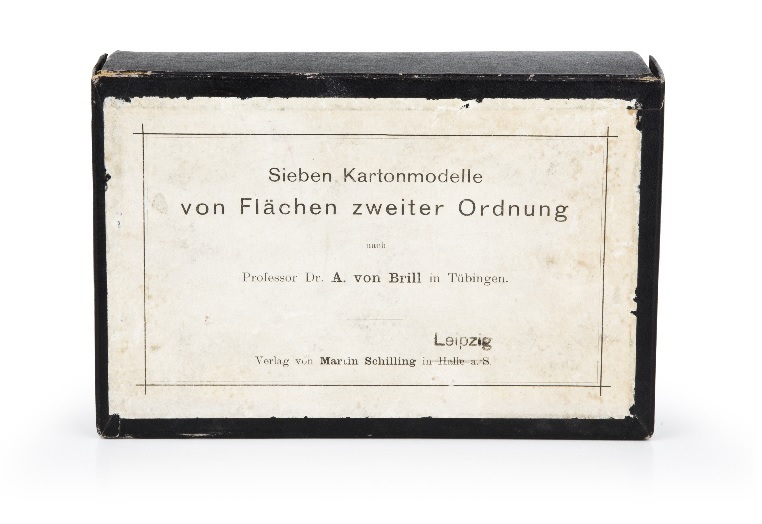 Sieben Kartonmodelle
von Flächen zweiter Ordnung
nach
Professor Dr. A. von Brill in Tübingen.
Leipzig
Verlag von Martin Schilling in Halle a. S.